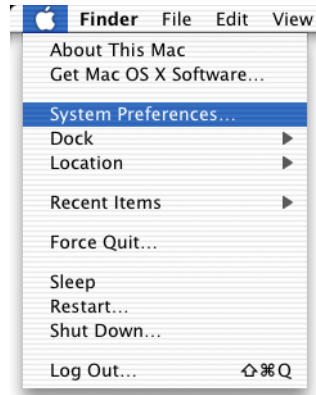 Finder File Edit View
About This Mac
Get Mac OS X Software...
System Preferences...
Dock
Location
Recent Items
Force Quit...
Sleep
Restart...
Shut Down...
Log Out... ⇧⌘Q